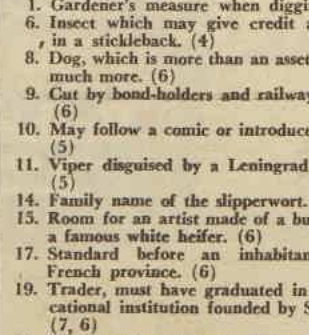 1. Gardener's measure when diggi
6. Insect which may give credit a
, in a stickleback. (4)
8. Dog, which is more than an asset
much more. (6)
9. Cut by bond-holders and railway
(6)
10. May follow a comic or introduce
(5)
11. Viper disguised by a Leningrad
(5)
14. Family name of the slipperwort.
15. Room for an artist made of a bu
a famous white heifer. (6)
17. Standard before an inhabitan
French province. (6)
19. Trader, must have graduated in
cational institution founded by S
(7, 6)